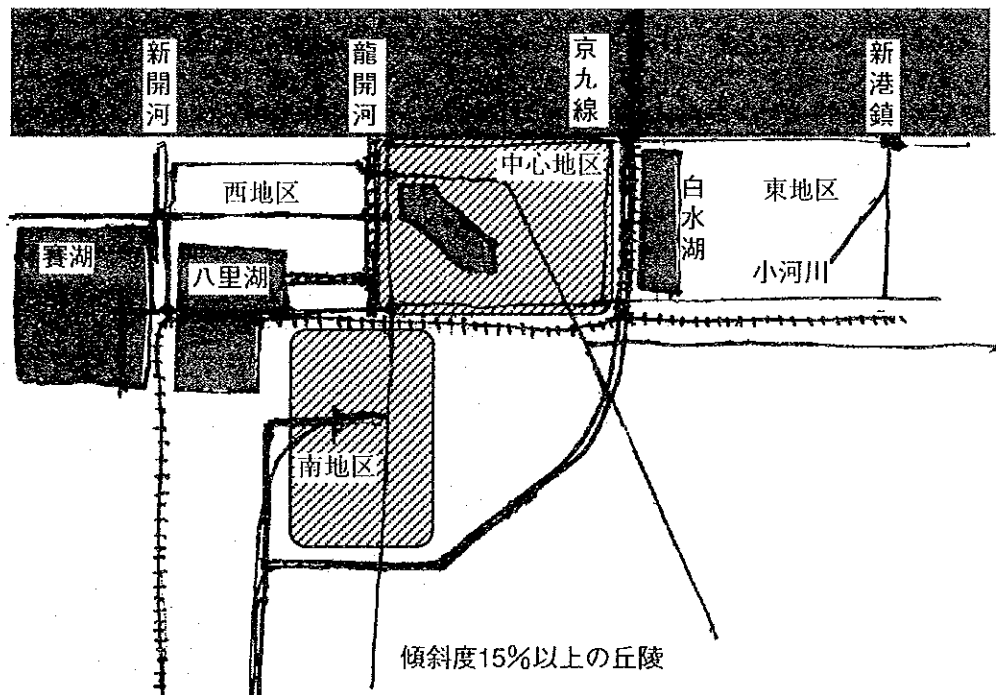 新開河
龍開河
京九線
新港鎮
中心地区
西地区
白水湖
東地区
賽湖
八里湖
小河川
南地区
傾斜度15%以上の丘陵